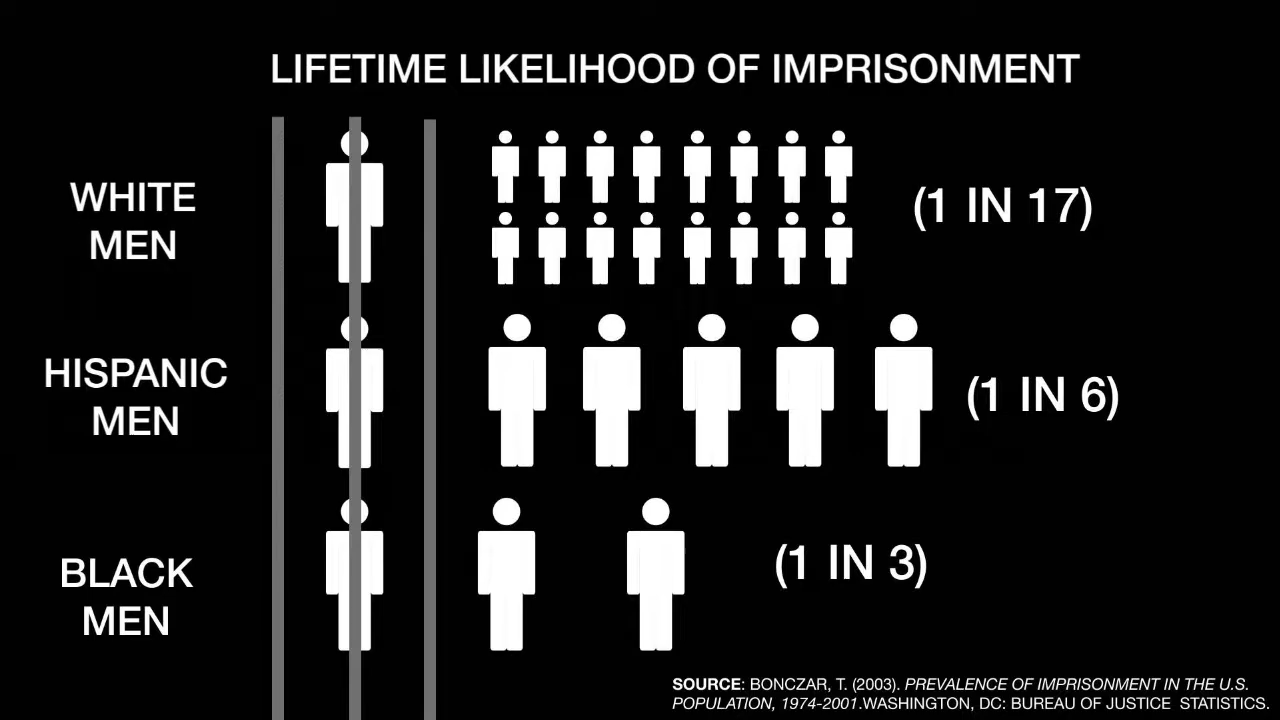 LIFETIME LIKELIHOOD OF IMPRISONMENT
WHITE
MEN
(1 IN 17)
HISPANIC
MEN
(1 IN 6)
BLACK
MEN
(1 IN 3)
SOURCE: BONCZAR, T. (2003). PREVALENCE OF IMPRISONMENT IN THE U.S.
POPULATION, 1974-2001.WASHINGTON, DC: BUREAU OF JUSTICE STATISTICS.